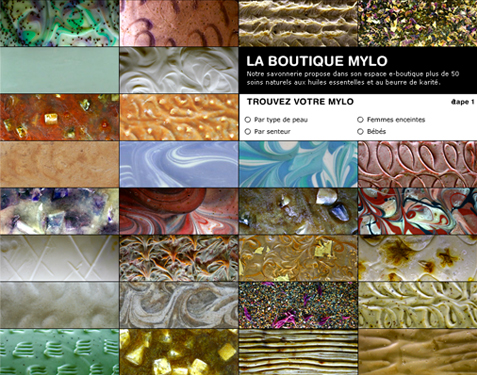 LA BOUTIQUE MYLO
Notre savonnerie propose dans son espace e-boutique plus de 50
soins naturels aux huiles essentielles et au beurre de karité.
TROUVEZ VOTRE MYLO
étape 1
Par type de peau
Femmes enceintes
Par senteur
Bébés